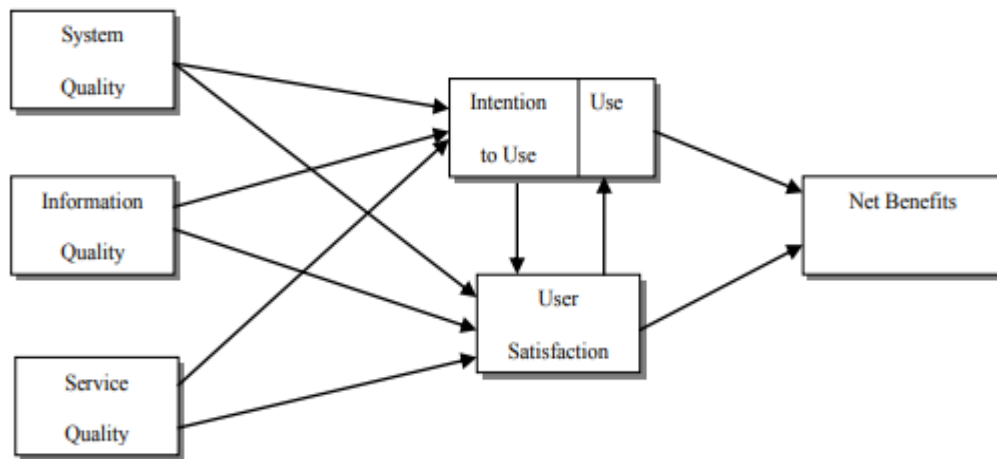 System
Quality
Intention
to Use
Use
Information
Quality
Net Benefits
User
Satisfaction
Service
Quality